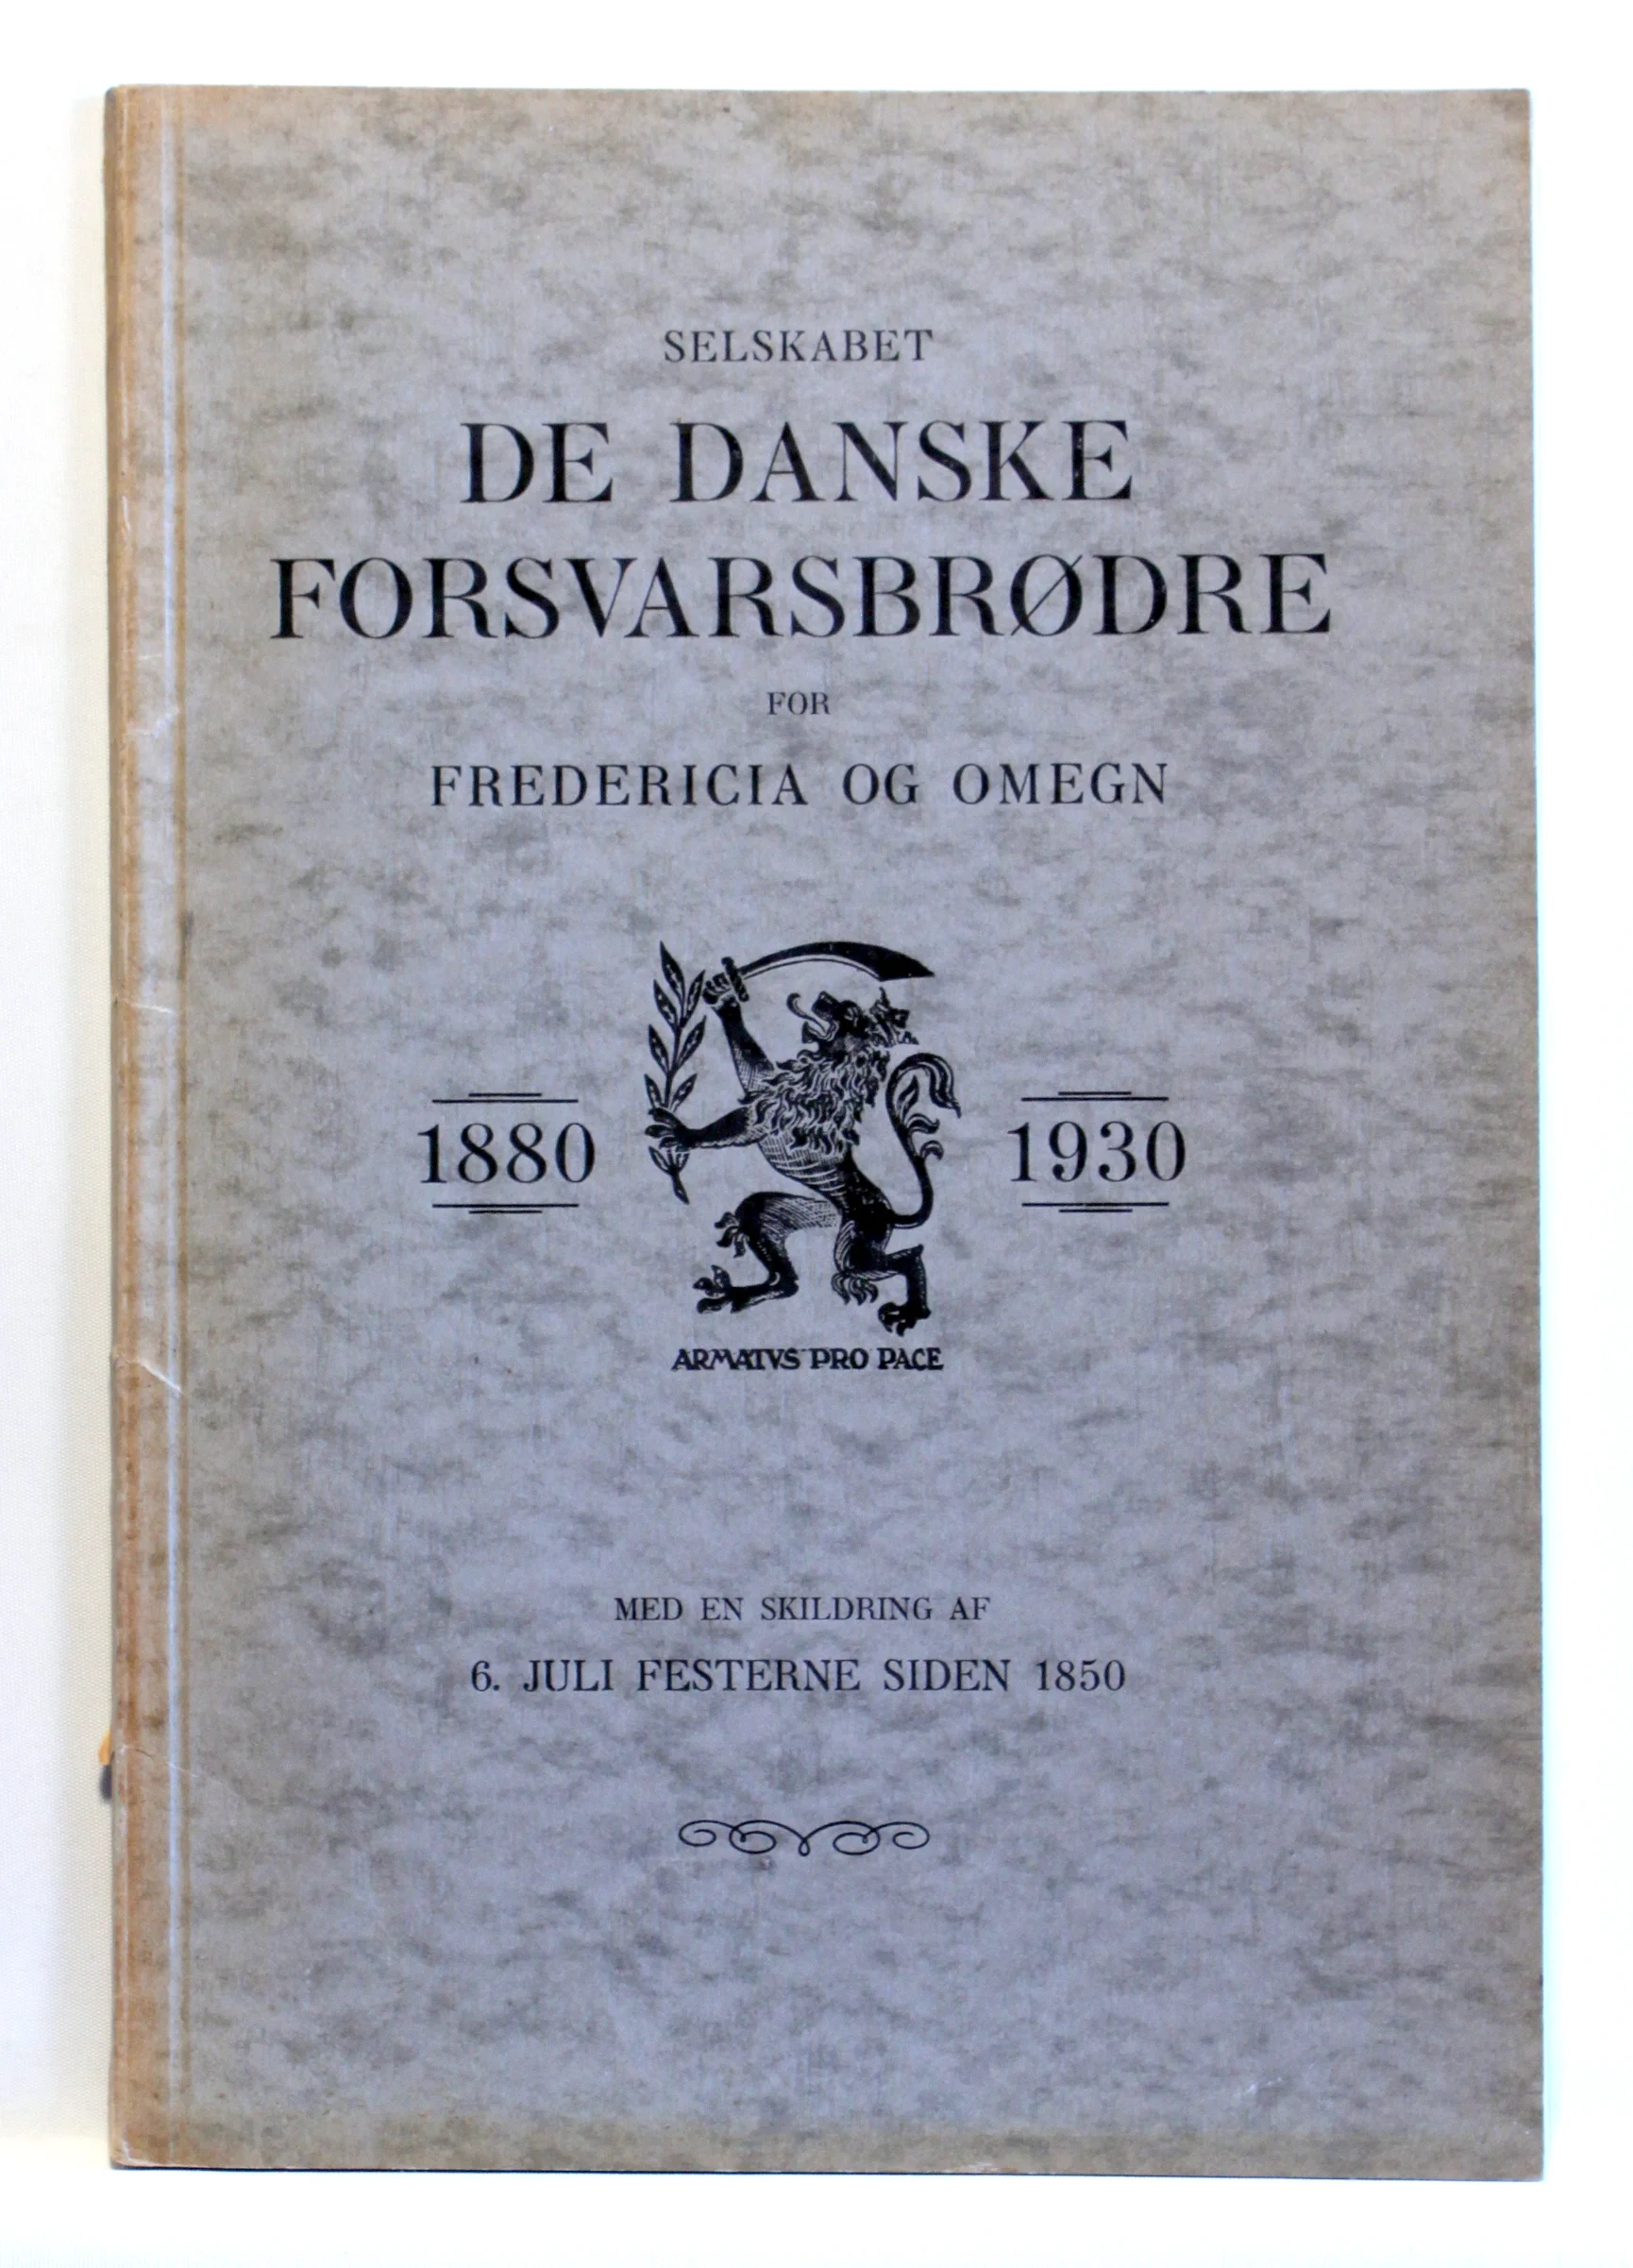 SELSKABET
DE DANSKE
FORSVARSBRØDRE
FOR
FREDERICIA OG OMEGN
1880 1930
ARMATVS PRO PACE
MED EN SKILDRING AF
6. JULI FESTERNE SIDEN 1850